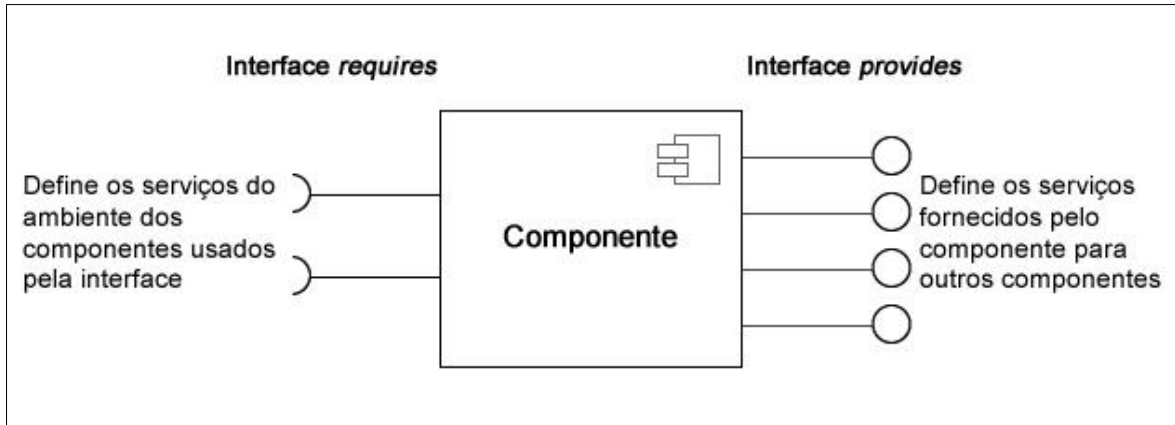 Interface requires
Interface provides
Define os serviços do
ambiente dos
componentes usados
pela interface
Componente
Define os serviços
fornecidos pelo
componente para
outros componentes